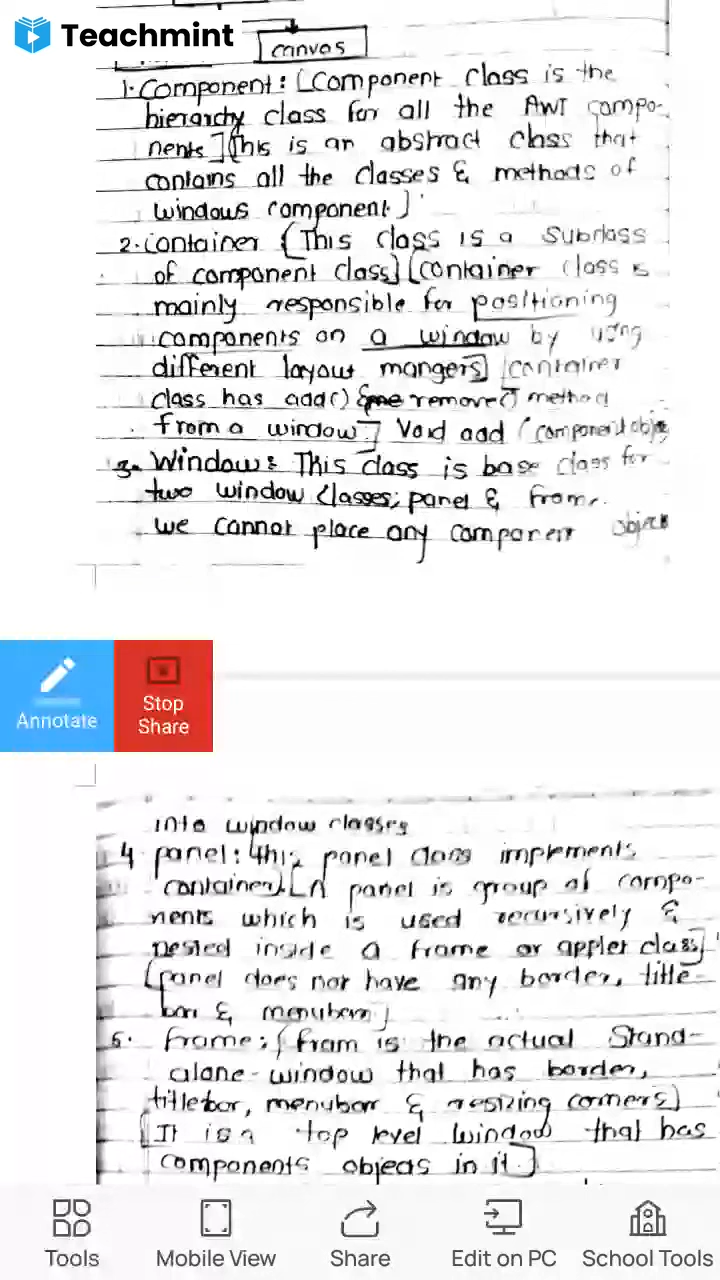 Teachmint
canvas
1. Component: [Component class is the
hierarchy class for all the AWT compo-
nents] [This is an abstract class that
contains all the classes & methods of
windows component]
2. container [This class is a Subclass
of component class] [container class is
mainly responsible for positioning
components on a window by using
different layout mangers] [container
class has add() & remove() method
from a window] Void add (component obje
3. Window: This class is base class for
two window classes; panel & frame.
we cannot place any component object
Annotate
Stop
Share
into window classes
4 panel: this panel class implements
container] [A panel is group of compo-
nents which is used recursively &
nested inside a frame or applet class]
[panel does not have any border, title-
bar & menubar]
5. frame: [fram is the actual Stand-
alane-window that has border,
titlebar, menubar & resizing corners]
[It is a top level window that has
components objects in it.]
Tools
Mobile View
Share
Edit on PC
School Tools